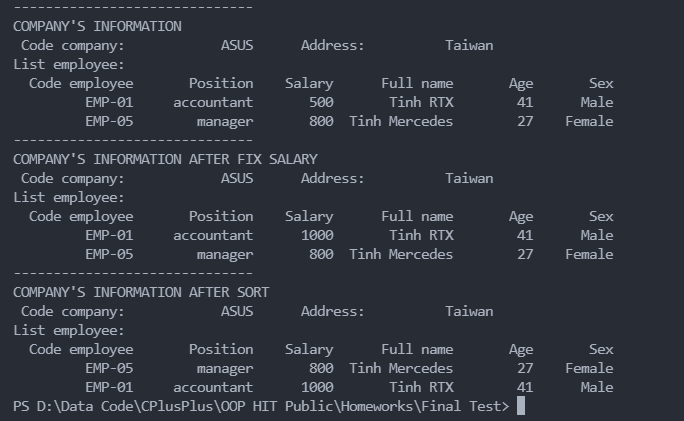 ------------------------------
COMPANY'S INFORMATION
Code company: ASUS Address: Taiwan
List employee:
Code employee Position Salary Full name Age Sex
EMP-01 accountant 500 Tinh RTX 41 Male
EMP-05 manager 800 Tinh Mercedes 27 Female
------------------------------
COMPANY'S INFORMATION AFTER FIX SALARY
Code company: ASUS Address: Taiwan
List employee:
Code employee Position Salary Full name Age Sex
EMP-01 accountant 1000 Tinh RTX 41 Male
EMP-05 manager 800 Tinh Mercedes 27 Female
------------------------------
COMPANY'S INFORMATION AFTER SORT
Code company: ASUS Address: Taiwan
List employee:
Code employee Position Salary Full name Age Sex
EMP-05 manager 800 Tinh Mercedes 27 Female
EMP-01 accountant 1000 Tinh RTX 41 Male
PS D:\Data Code\CPlusPlus\OOP HIT Public\Homeworks\Final Test>